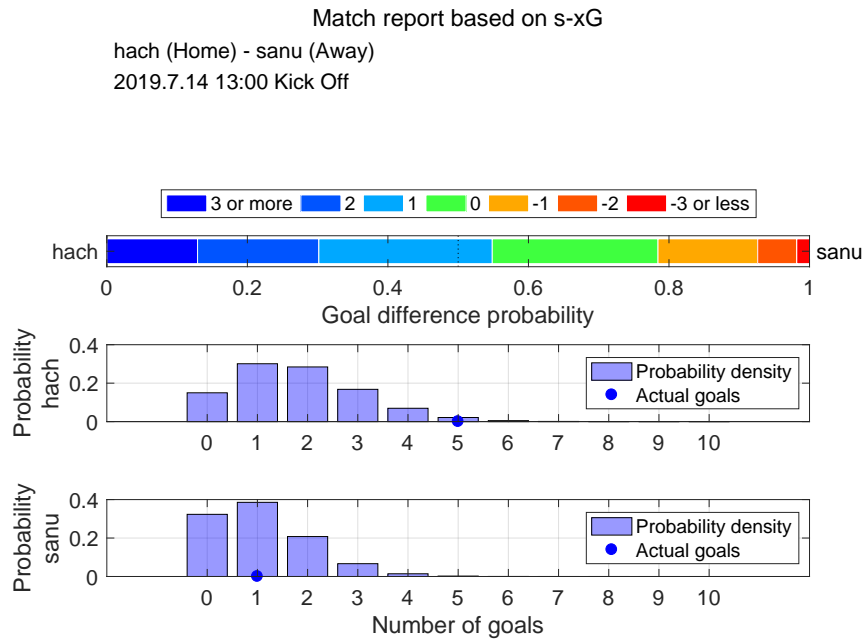 Match report based on s-xG
hach (Home) - sanu (Away)
2019.7.14 13:00 Kick Off
3 or more 2 1 0 -1 -2 -3 or less
hach sanu
0 0.2 0.4 0.6 0.8 1
Goal difference probability
Probability
hach
0.4
0.2
0
Probability density
Actual goals
0 1 2 3 4 5 6 7 8 9 10
Probability
sanu
0.4
0.2
0
Probability density
Actual goals
0 1 2 3 4 5 6 7 8 9 10
Number of goals